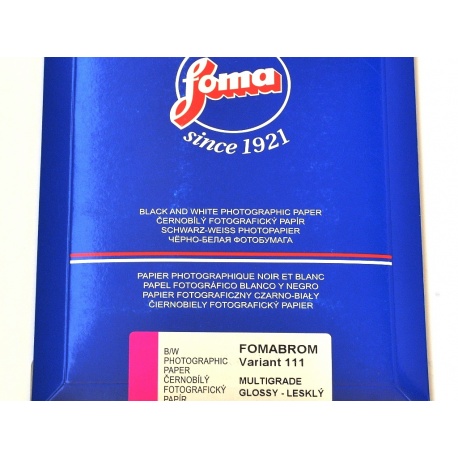 foma
since 1921
BLACK AND WHITE PHOTOGRAPHIC PAPER
ČERNOBÍLÝ FOTOGRAFICKÝ PAPÍR
SCHWARZ-WEISS PHOTOPAPIER
ЧЁРНО-БЕЛАЯ ФОТОБУМАГА
PAPIER PHOTOGRAPHIQUE NOIR ET BLANC
PAPEL FOTOGRÁFICO BLANCO Y NEGRO
PAPIER FOTOGRAFICZNY CZARNO-BIAŁY
ČIERNOBIELY FOTOGRAFICKÝ PAPIER
B/W
PHOTOGRAPHIC
PAPER
ČERNOBÍLÝ
FOTOGRAFICKÝ
PAPÍR
FOMABROM
Variant 111
MULTIGRADE
GLOSSY - LESKLÝ